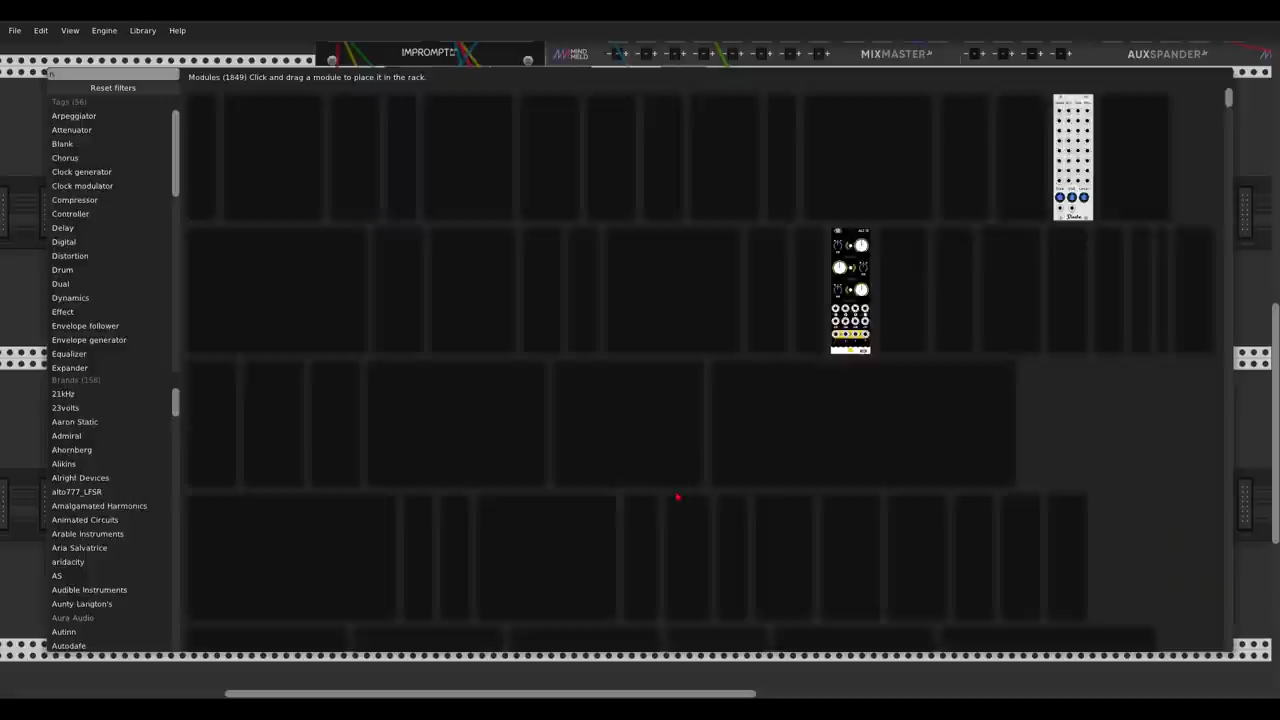 File Edit View Engine Library Help
IMPROMPTU
MIND MELD
MIXMASTER Jr
AUXSPANDER Jr
Modules (1849) Click and drag a module to place it in the rack.
Reset filters
Tags (56)
Arpeggiator
Attenuator
Blank
Chorus
Clock generator
Clock modulator
Compressor
Controller
Delay
Digital
Distortion
Drum
Dual
Dynamics
Effect
Envelope follower
Envelope generator
Equalizer
Expander
Brands (158)
21kHz
23volts
Aaron Static
Admiral
Ahornberg
Alikins
Alright Devices
alto777_LFSR
Amalgamated Harmonics
Animated Circuits
Arable Instruments
Aria Salvatrice
aridacity
AS
Audible Instruments
Aunty Langton's
Aura Audio
Autinn
Autodafe